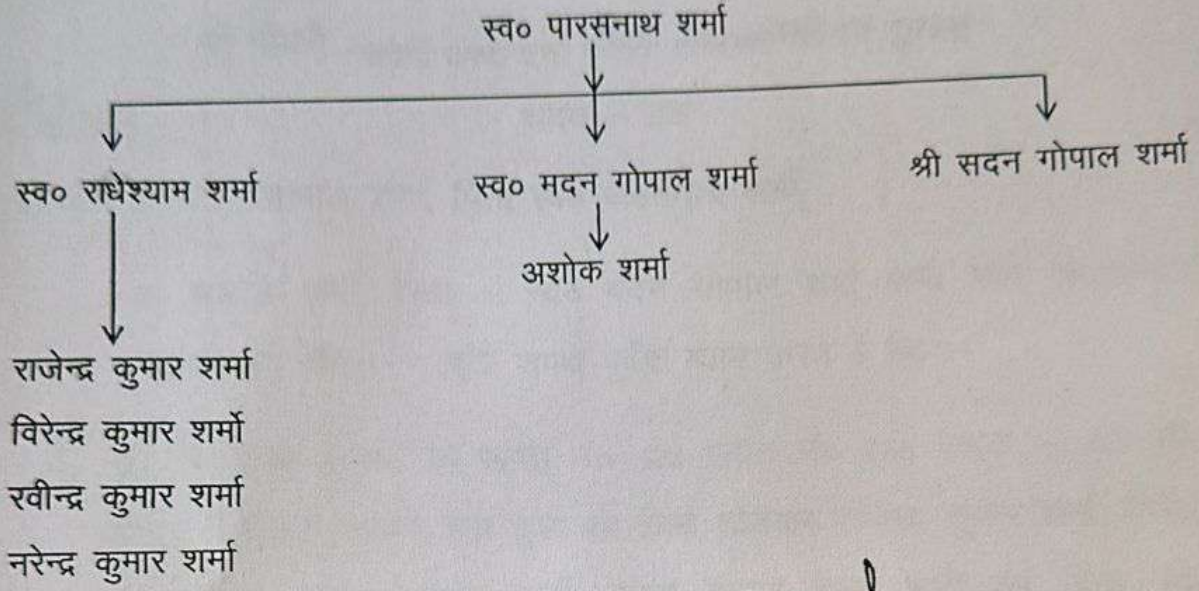 स्व० पारसनाथ शर्मा
स्व० राधेश्याम शर्मा
स्व० मदन गोपाल शर्मा
श्री सदन गोपाल शर्मा
अशोक शर्मा
राजेन्द्र कुमार शर्मा
विरेन्द्र कुमार शर्मो
रवीन्द्र कुमार शर्मा
नरेन्द्र कुमार शर्मा